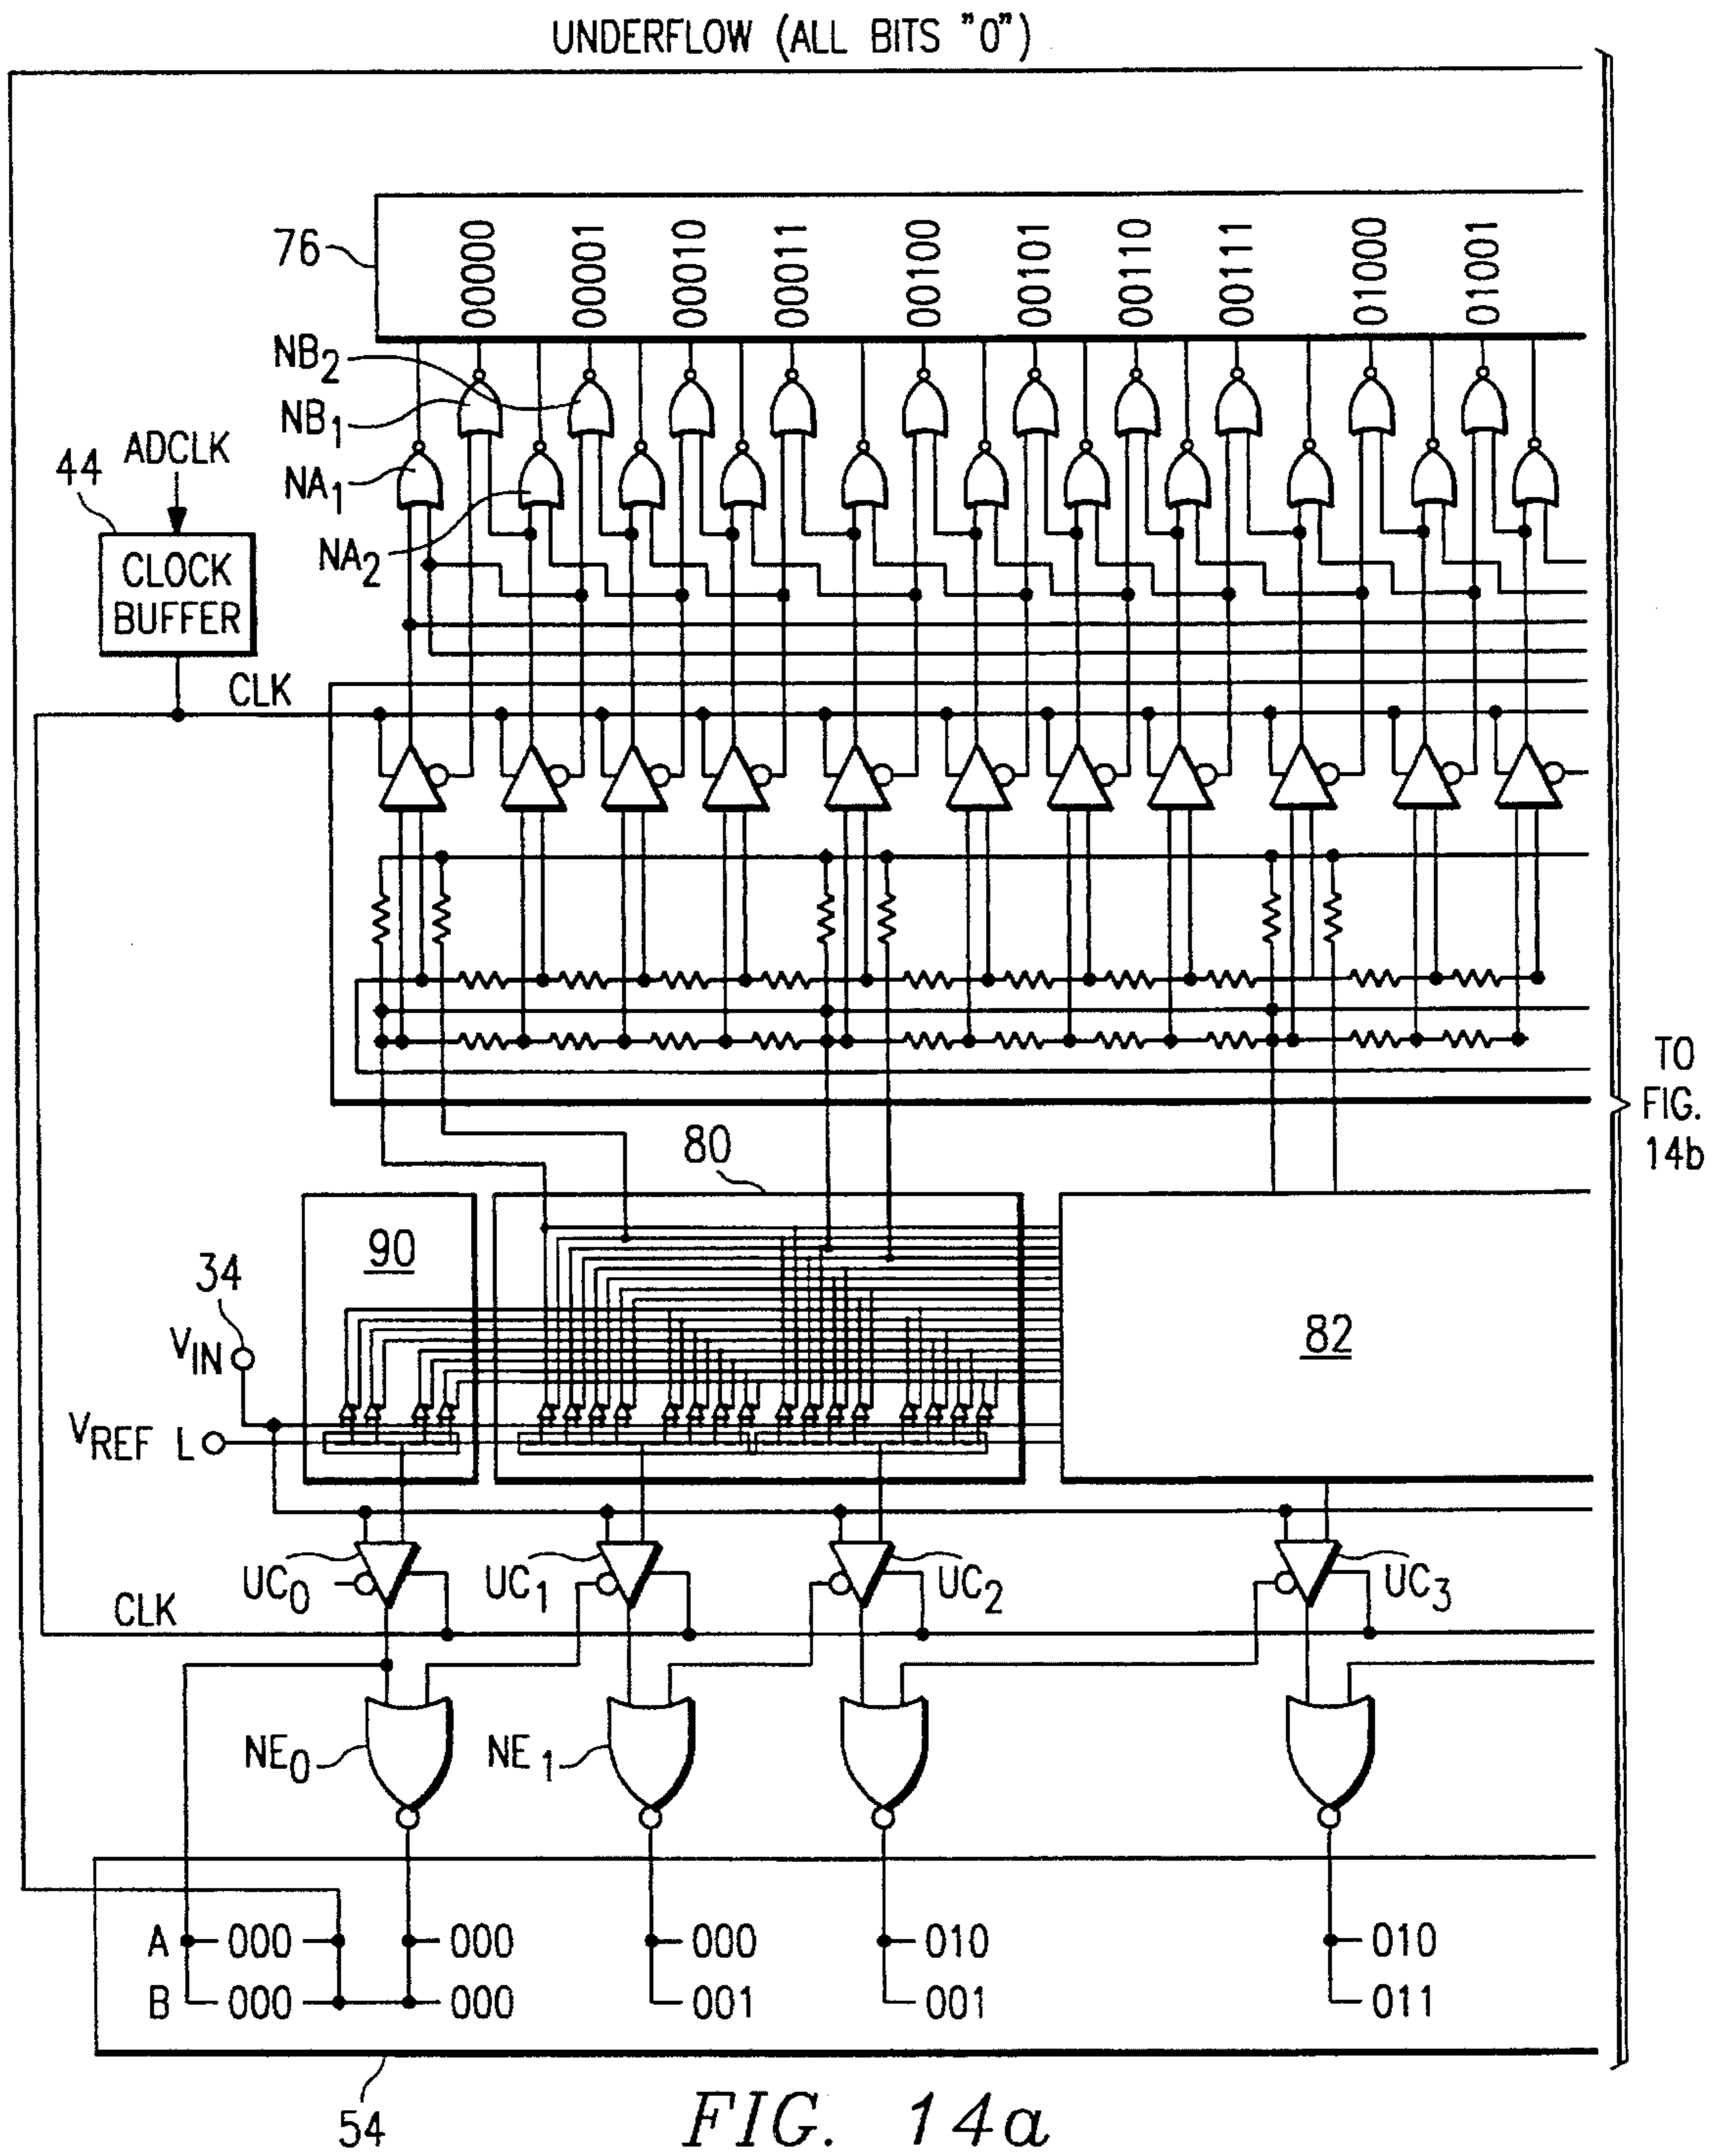 UNDERFLOW (ALL BITS "0")
76
00000
00001
00010
00011
00100
00101
00110
00111
01000
01001
NB2
NB1
NA1
NA2
44
ADCLK
CLOCK
BUFFER
CLK
TO
FIG.
14b
80
90
82
34
VIN
VREF L
UC0
UC1
UC2
UC3
CLK
NE0
NE1
A 000 000 000 010 010
B 000 000 001 001 011
54
FIG. 14a